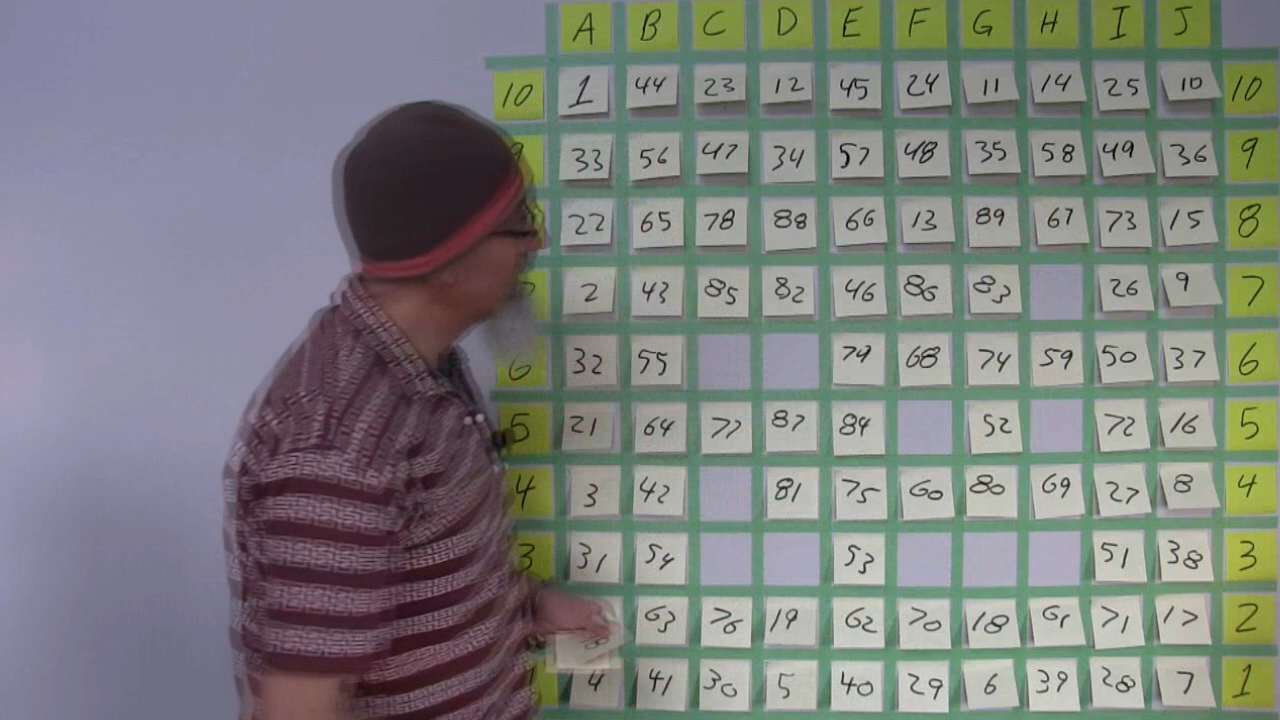 A B C D E F G H I J
10 1 44 23 12 45 24 11 14 25 10 10
9 33 56 47 34 57 48 35 58 49 36 9
22 65 78 88 66 13 89 67 73 15 8
2 43 85 82 46 86 83 26 9 7
6 32 55 79 68 74 59 50 37 6
5 21 64 77 87 84 52 72 16 5
4 3 42 81 75 60 80 69 27 8 4
3 31 54 53 51 38 3
63 76 19 62 70 18 61 71 17 2
4 41 30 5 40 29 6 39 28 7 1